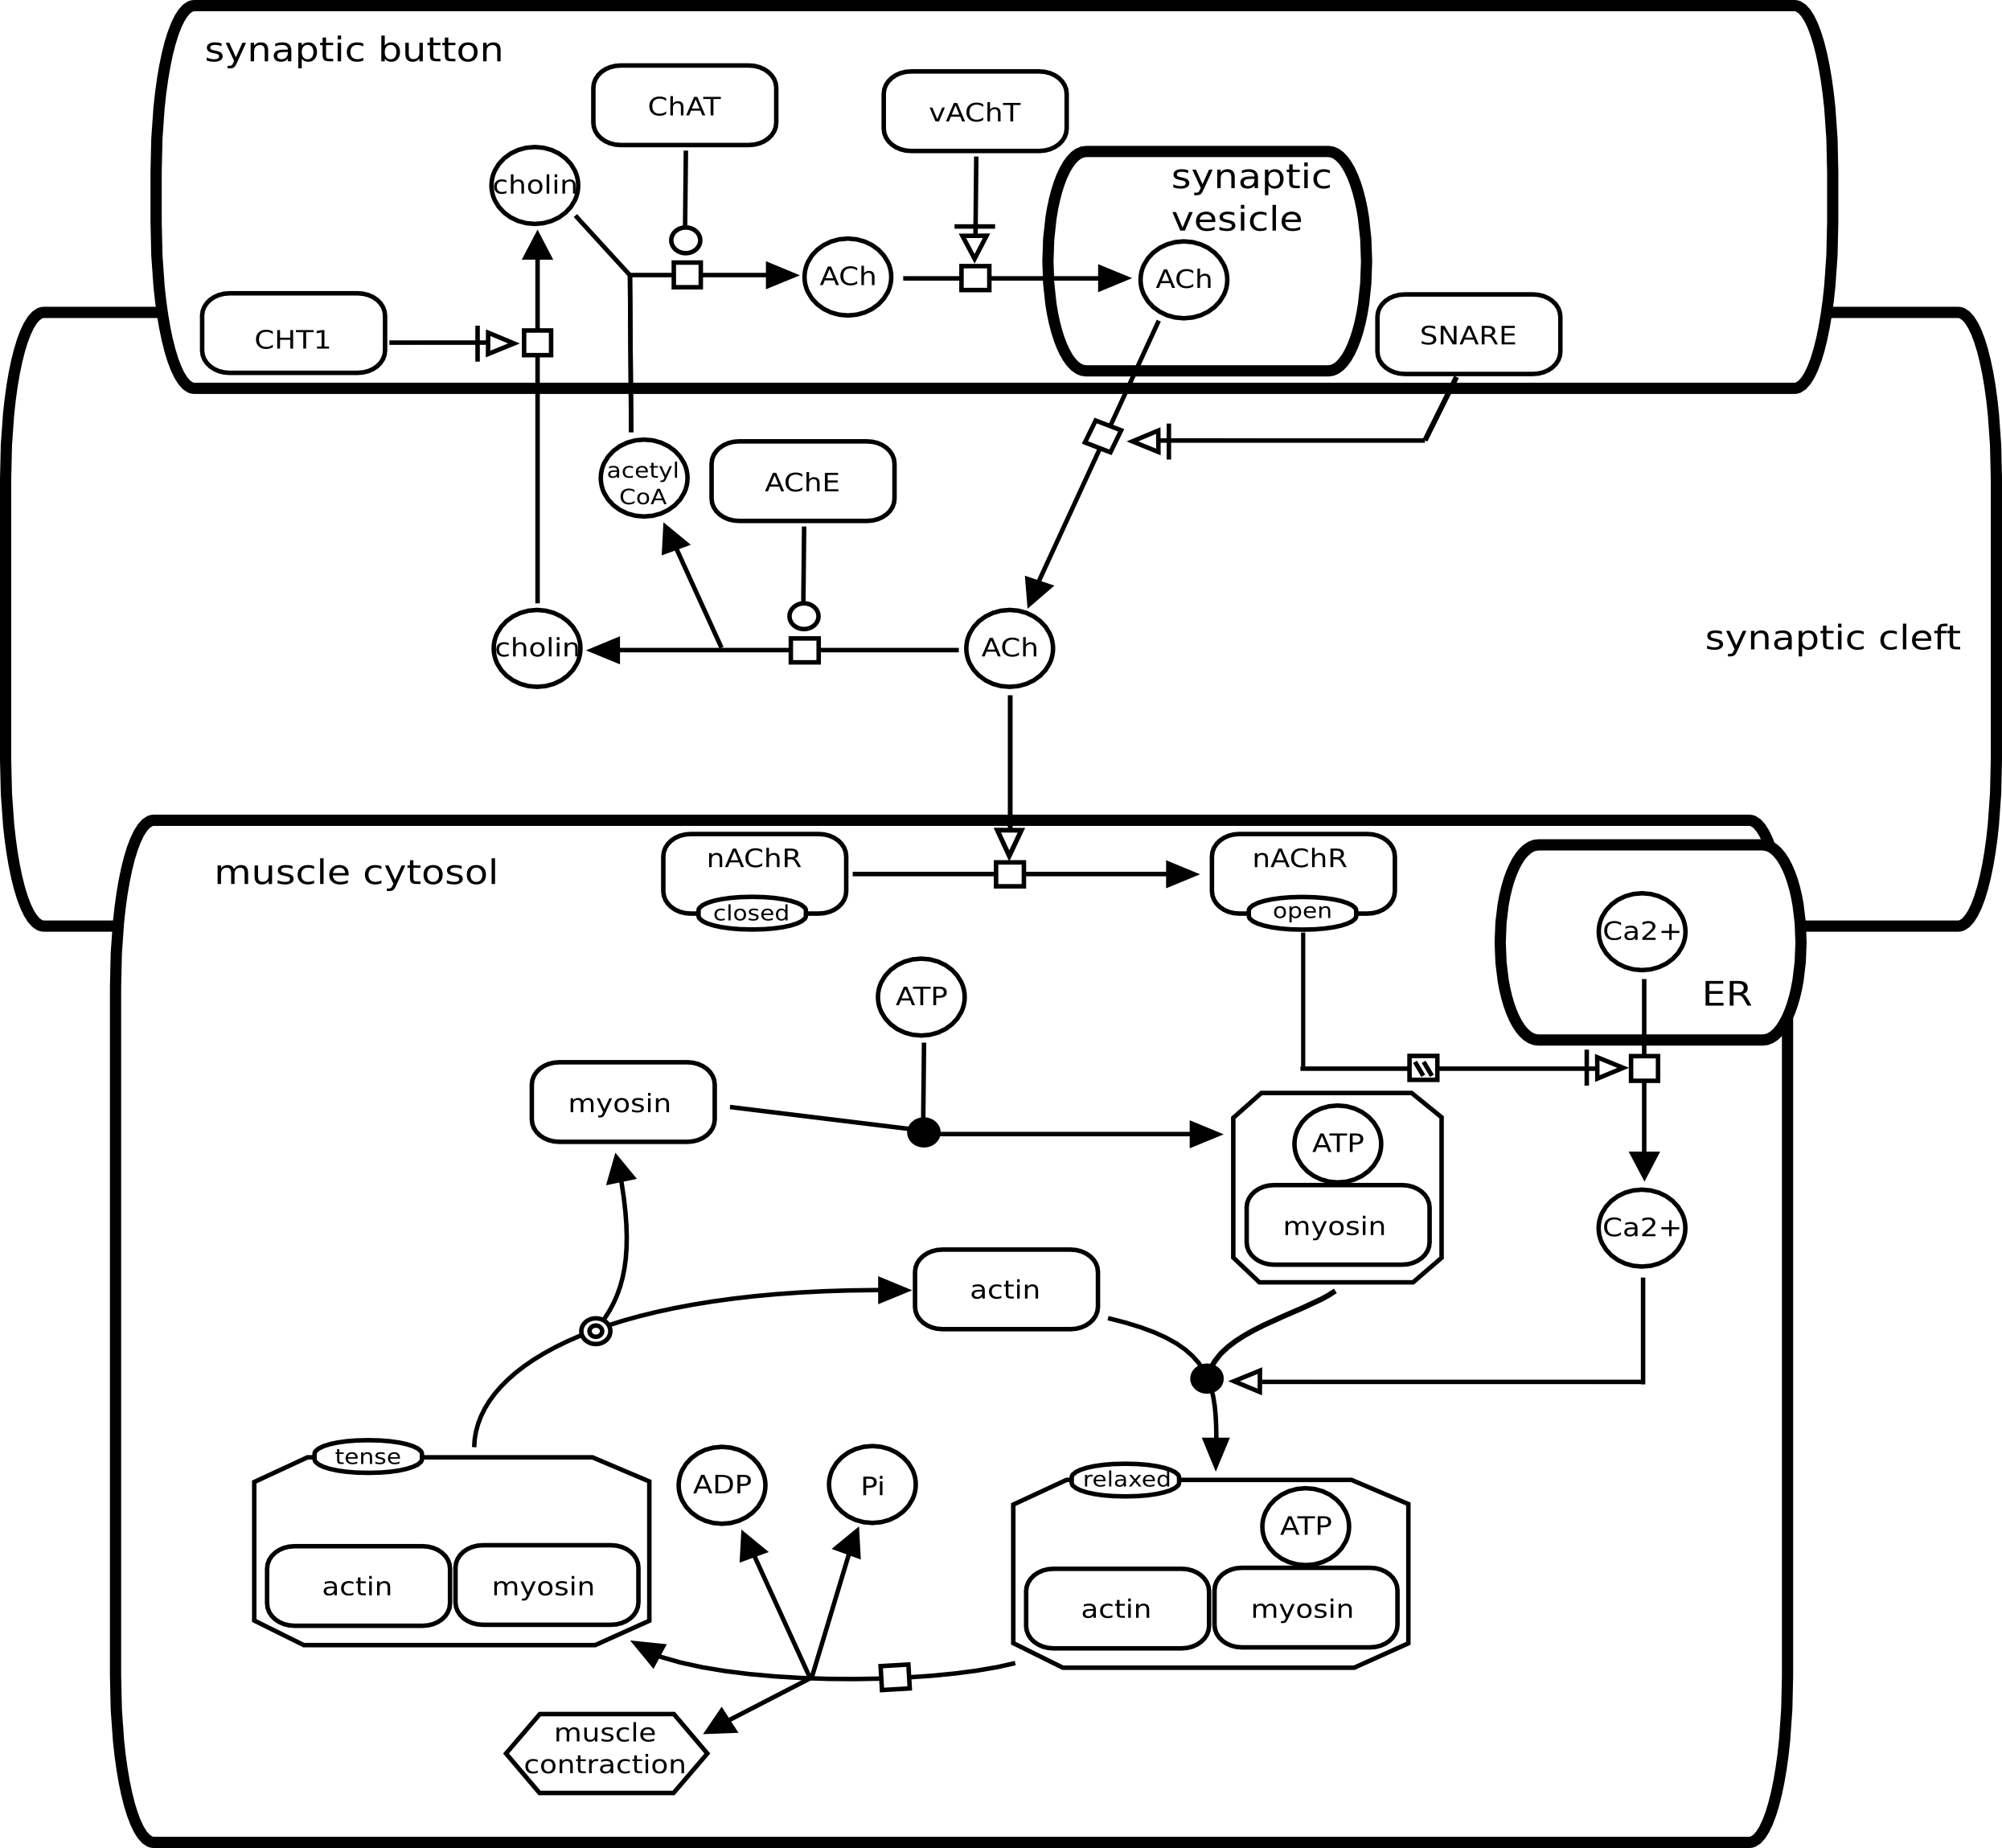 synaptic button
ChAT
vAChT
synaptic
vesicle
cholin
ACh
ACh
CHT1
SNARE
acetyl
CoA
AChE
cholin
ACh
synaptic cleft
muscle cytosol
nAChR
closed
nAChR
open
Ca2+
ER
ATP
myosin
ATP
myosin
Ca2+
actin
tense
actin
myosin
ADP
Pi
relaxed
ATP
actin
myosin
muscle
contraction